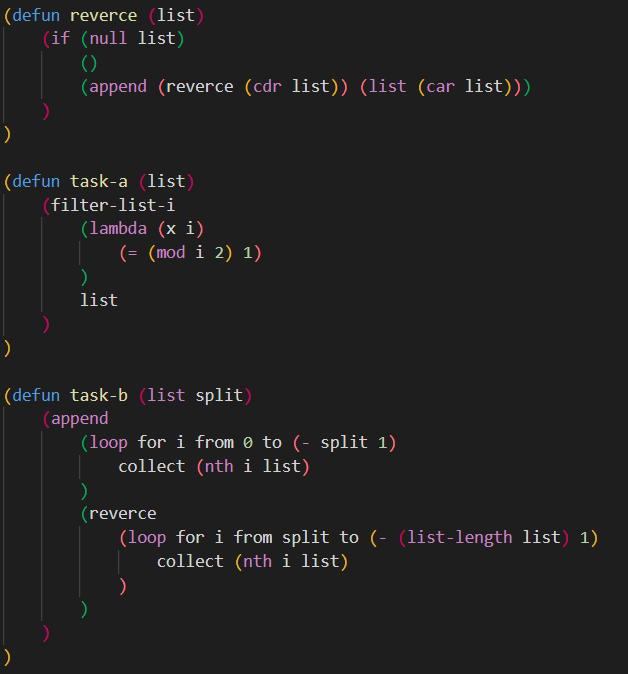 (defun reverce (list)
    (if (null list)
        ()
        (append (reverce (cdr list)) (list (car list)))
    )
)

(defun task-a (list)
    (filter-list-i
        (lambda (x i)
            (= (mod i 2) 1)
        )
        list
    )
)

(defun task-b (list split)
    (append
        (loop for i from 0 to (- split 1)
            collect (nth i list)
        )
        (reverce
            (loop for i from split to (- (list-length list) 1)
                collect (nth i list)
            )
        )
    )
)